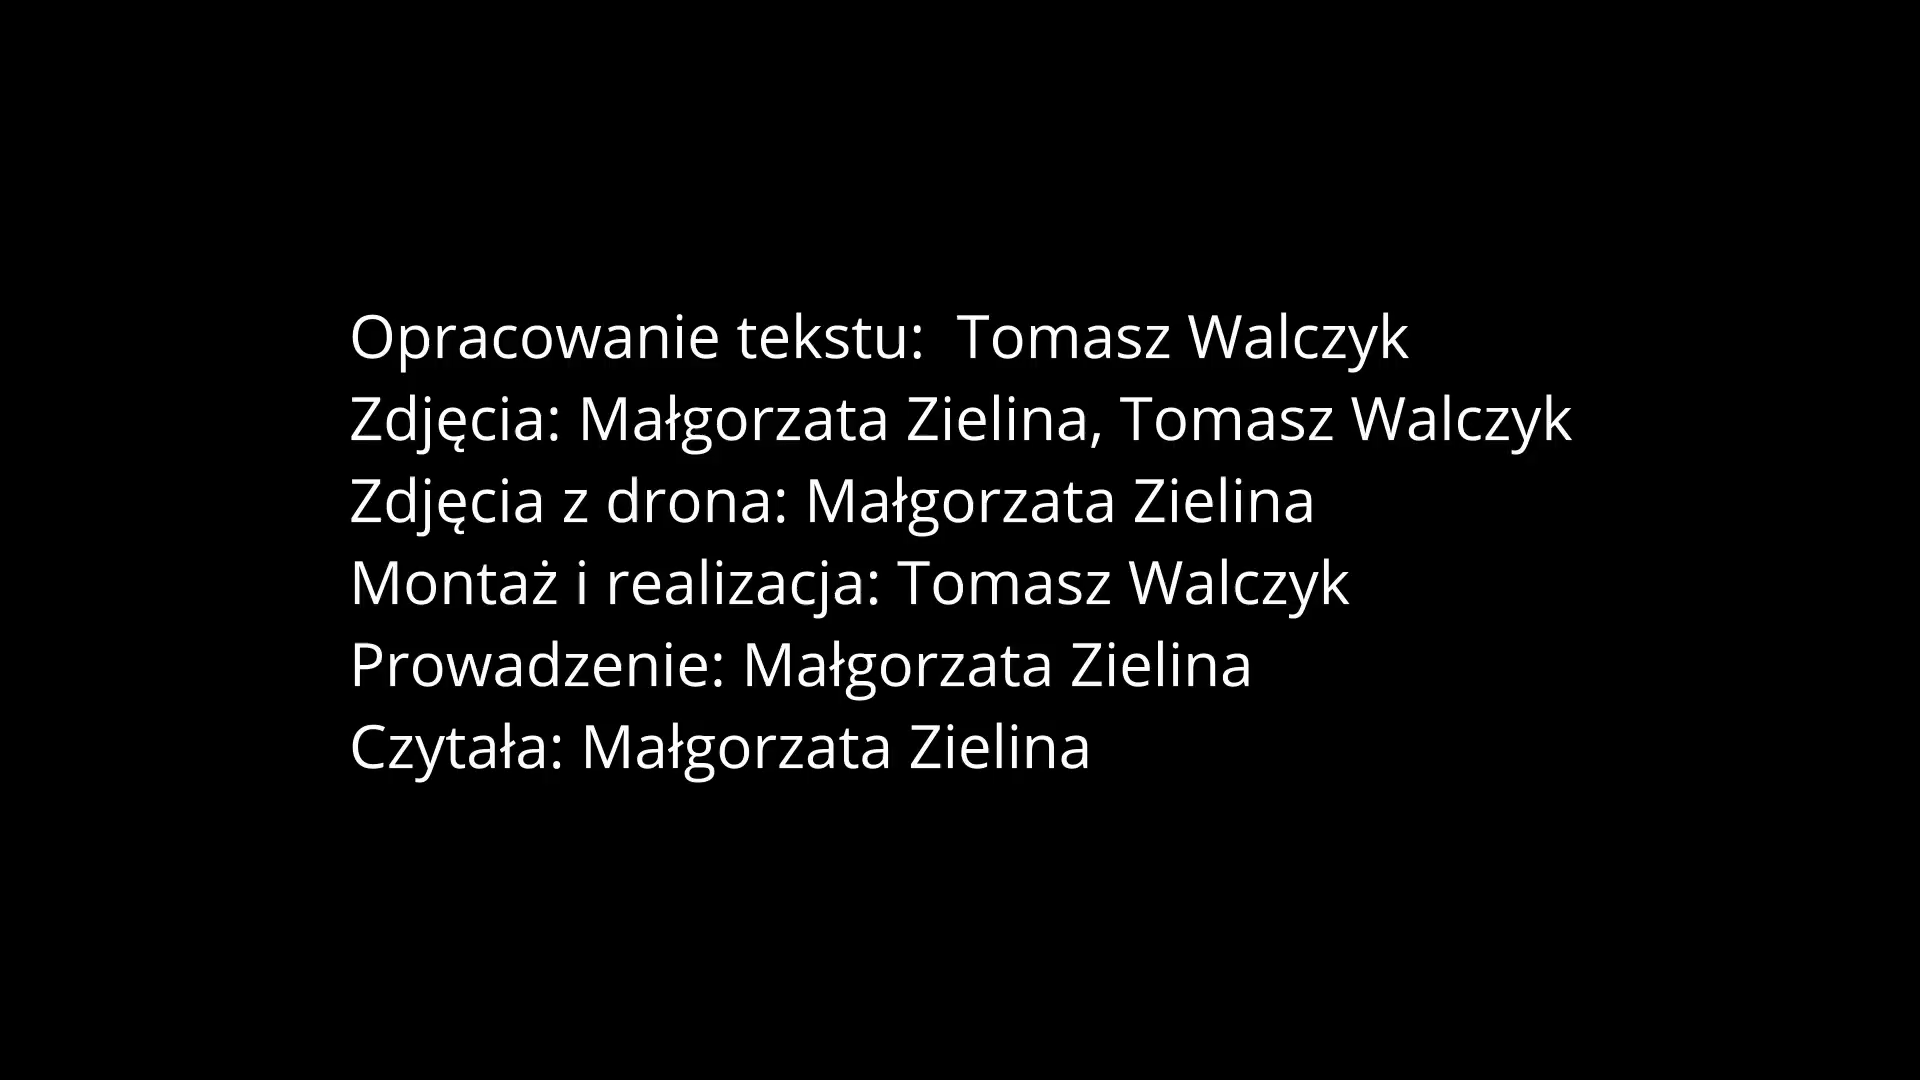 Opracowanie tekstu:  Tomasz Walczyk
Zdjęcia: Małgorzata Zielina, Tomasz Walczyk
Zdjęcia z drona: Małgorzata Zielina
Montaż i realizacja: Tomasz Walczyk
Prowadzenie: Małgorzata Zielina
Czytała: Małgorzata Zielina